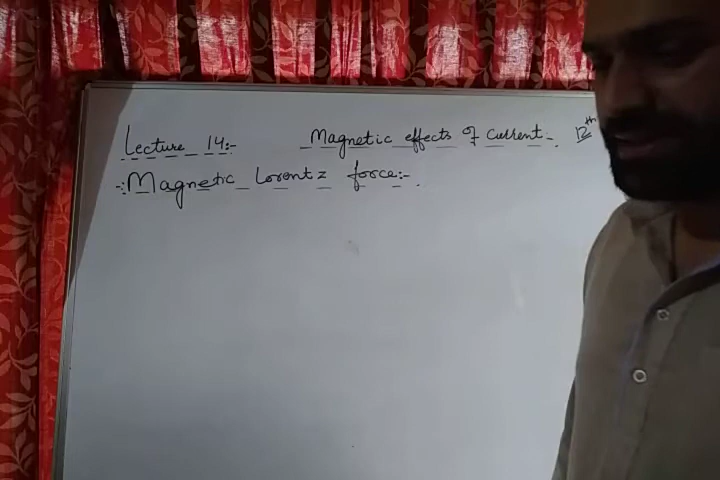 Lecture 14:- Magnetic effects of current:- 12th
-:Magnetic Lorentz force:-